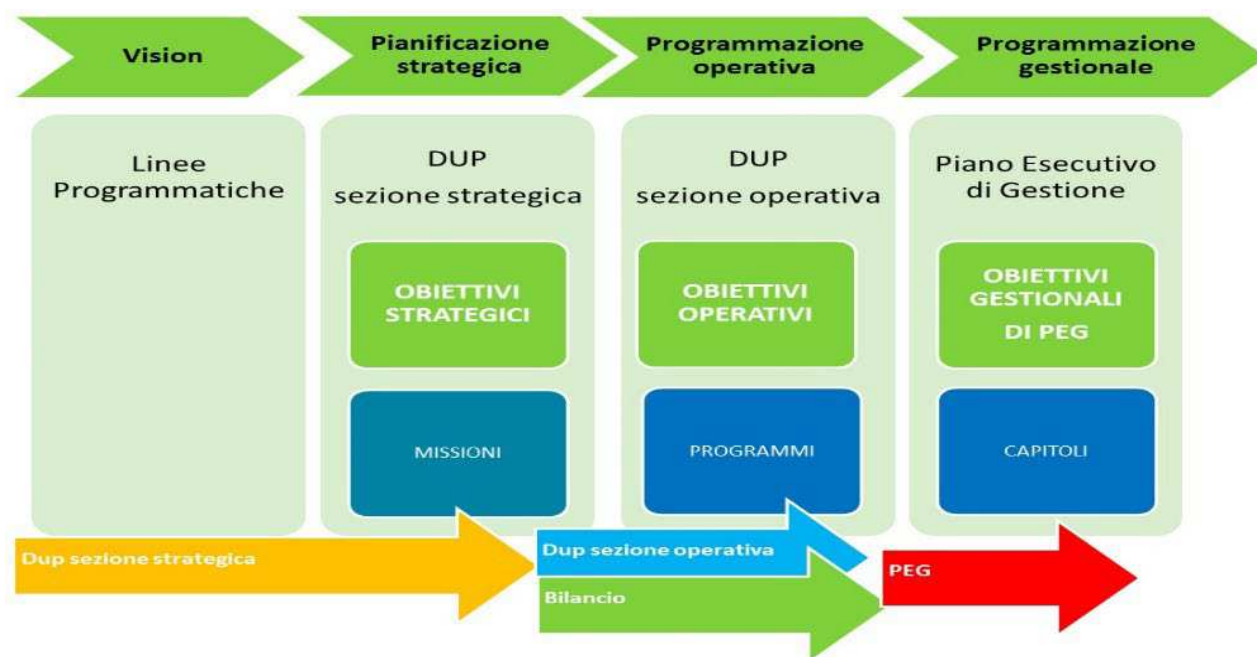 Vision
Pianificazione
strategica
Programmazione
operativa
Programmazione
gestionale
Linee
Programmatiche
DUP
sezione strategica
OBIETTIVI
STRATEGICI
MISSIONI
DUP
sezione operativa
OBIETTIVI
OPERATIVI
PROGRAMMI
Piano Esecutivo
di Gestione
OBIETTIVI
GESTIONALI
DI PEG
CAPITOLI
Dup sezione strategica
Dup sezione operativa
Bilancio
PEG